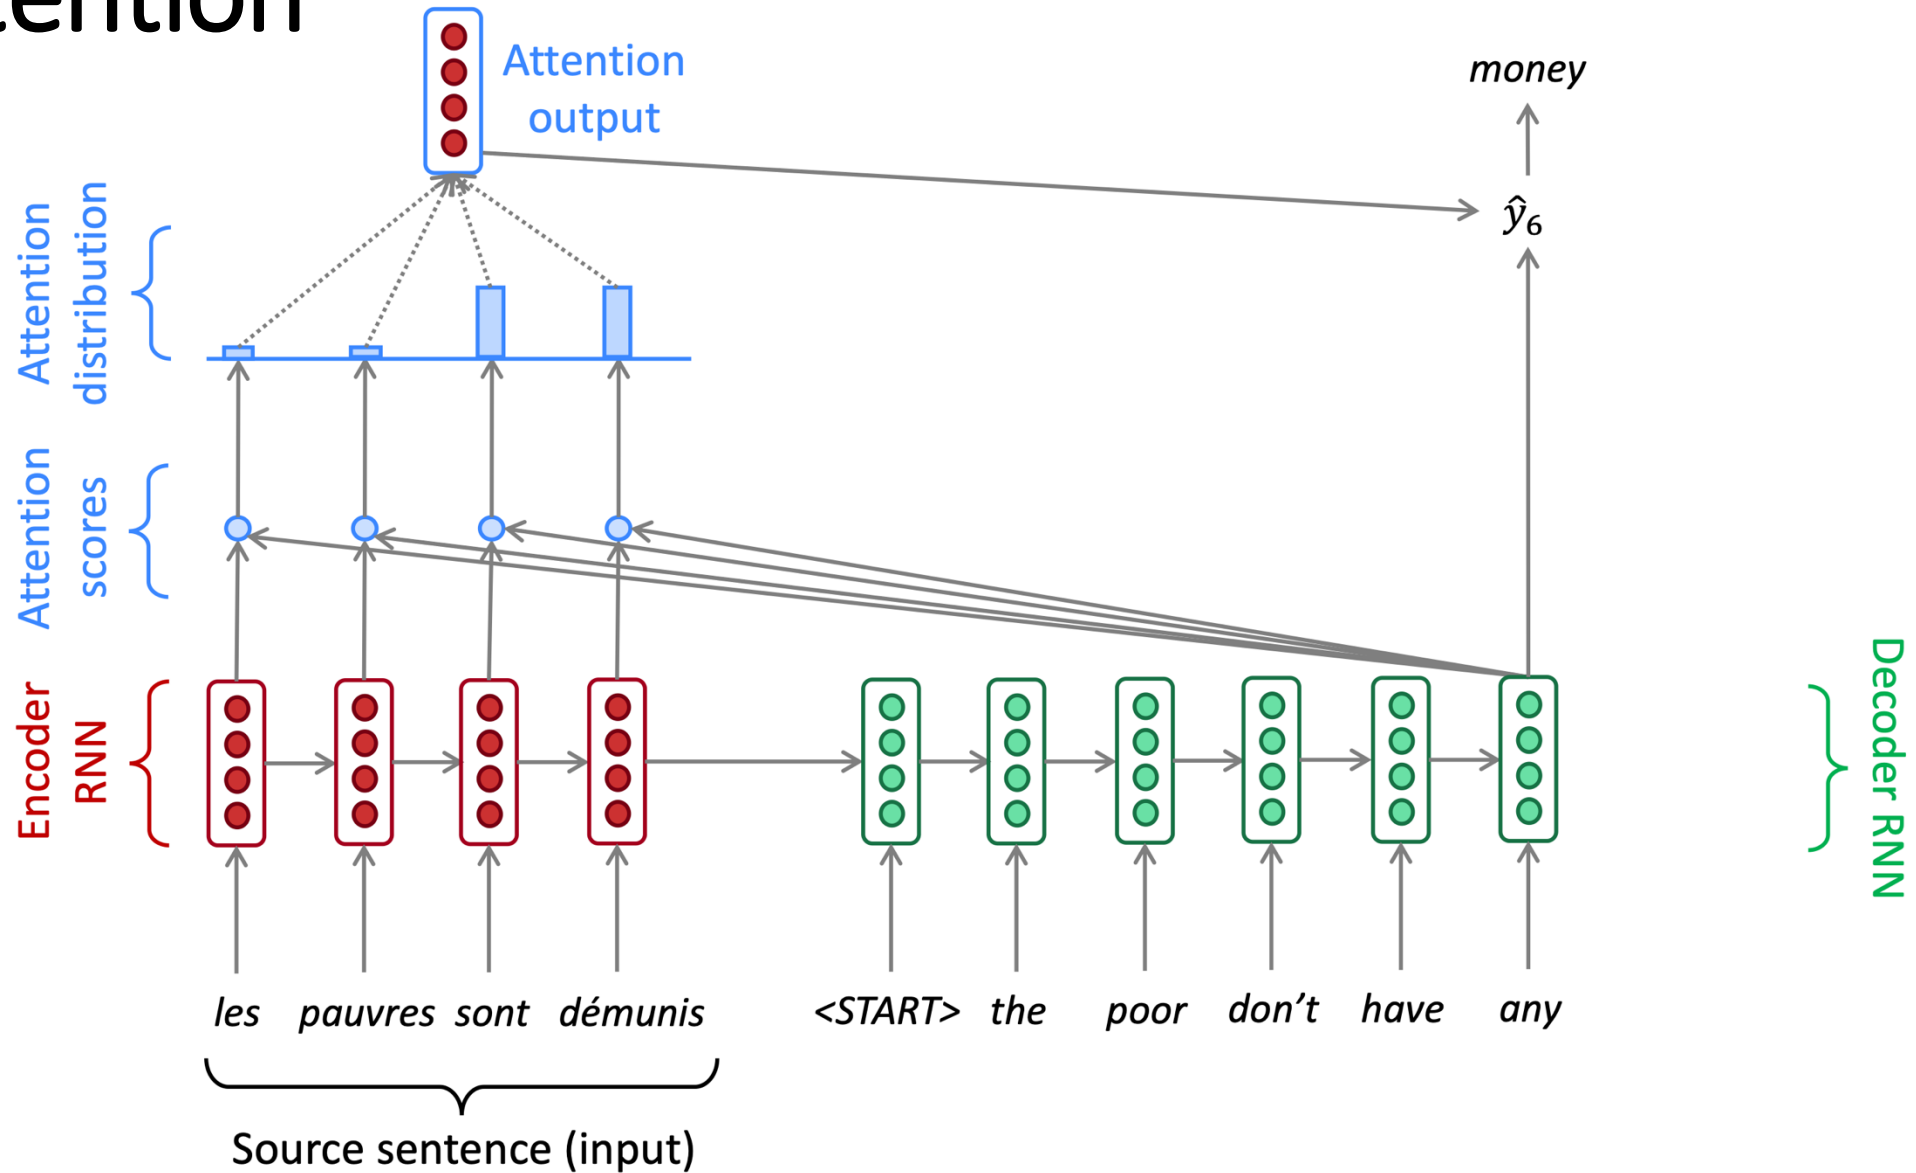 Attention
output
money
ŷ₆
Attention
distribution
Attention
scores
Encoder
RNN
Decoder RNN
les pauvres sont démunis <START> the poor don't have any
Source sentence (input)